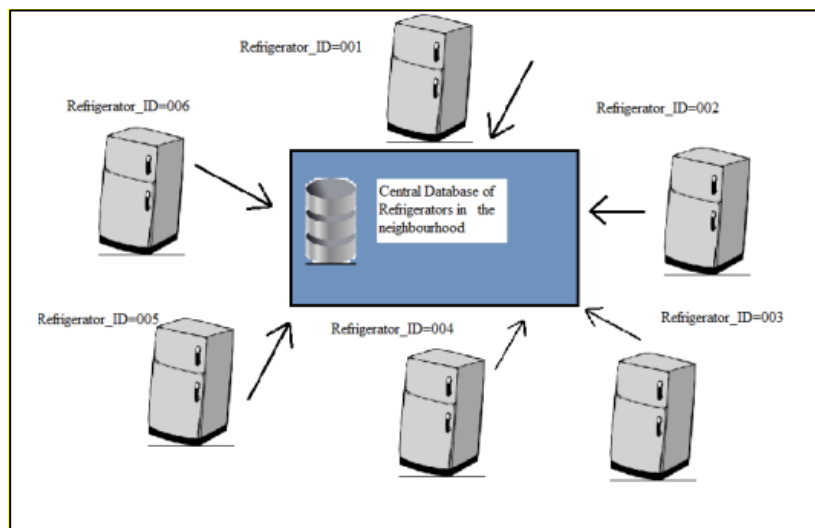 Refrigerator_ID=001
Refrigerator_ID=006
Refrigerator_ID=002
Central Database of
Refrigerators in the
neighbourhood
Refrigerator_ID=005
Refrigerator_ID=004
Refrigerator_ID=003